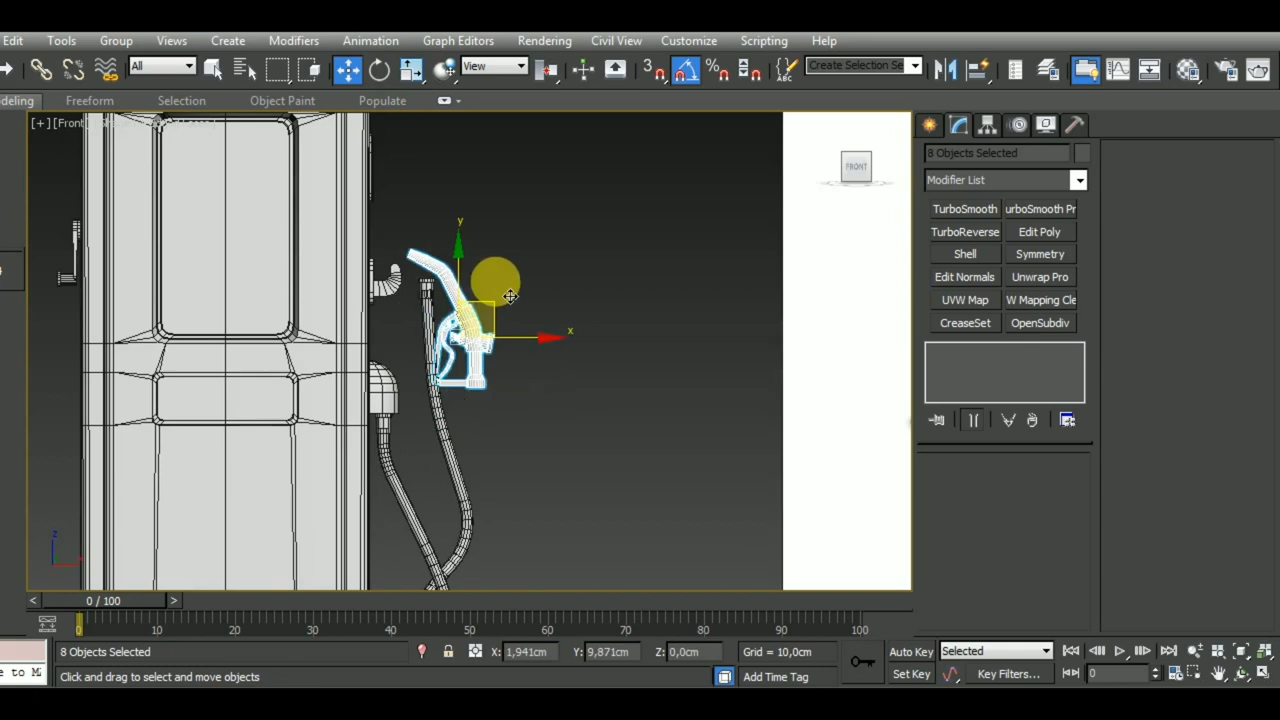 Edit Tools Group Views Create Modifiers Animation Graph Editors Rendering Civil View Customize Scripting Help
All View 3 % ABC Create Selection Se
deling Freeform Selection Object Paint Populate
[+] [Front]
FRONT
8 Objects Selected
Modifier List
TurboSmooth urboSmooth Pr
TurboReverse Edit Poly
Shell Symmetry
Edit Normals Unwrap Pro
UVW Map W Mapping Cle
CreaseSet OpenSubdiv
y
x
z
< 0 / 100 >
0 10 20 30 40 50 60 70 80 90 100
8 Objects Selected X: 1,941cm Y: 9,871cm Z: 0,0cm Grid = 10,0cm Auto Key Selected
e to Mi Click and drag to select and move objects Add Time Tag Set Key Key Filters... 0